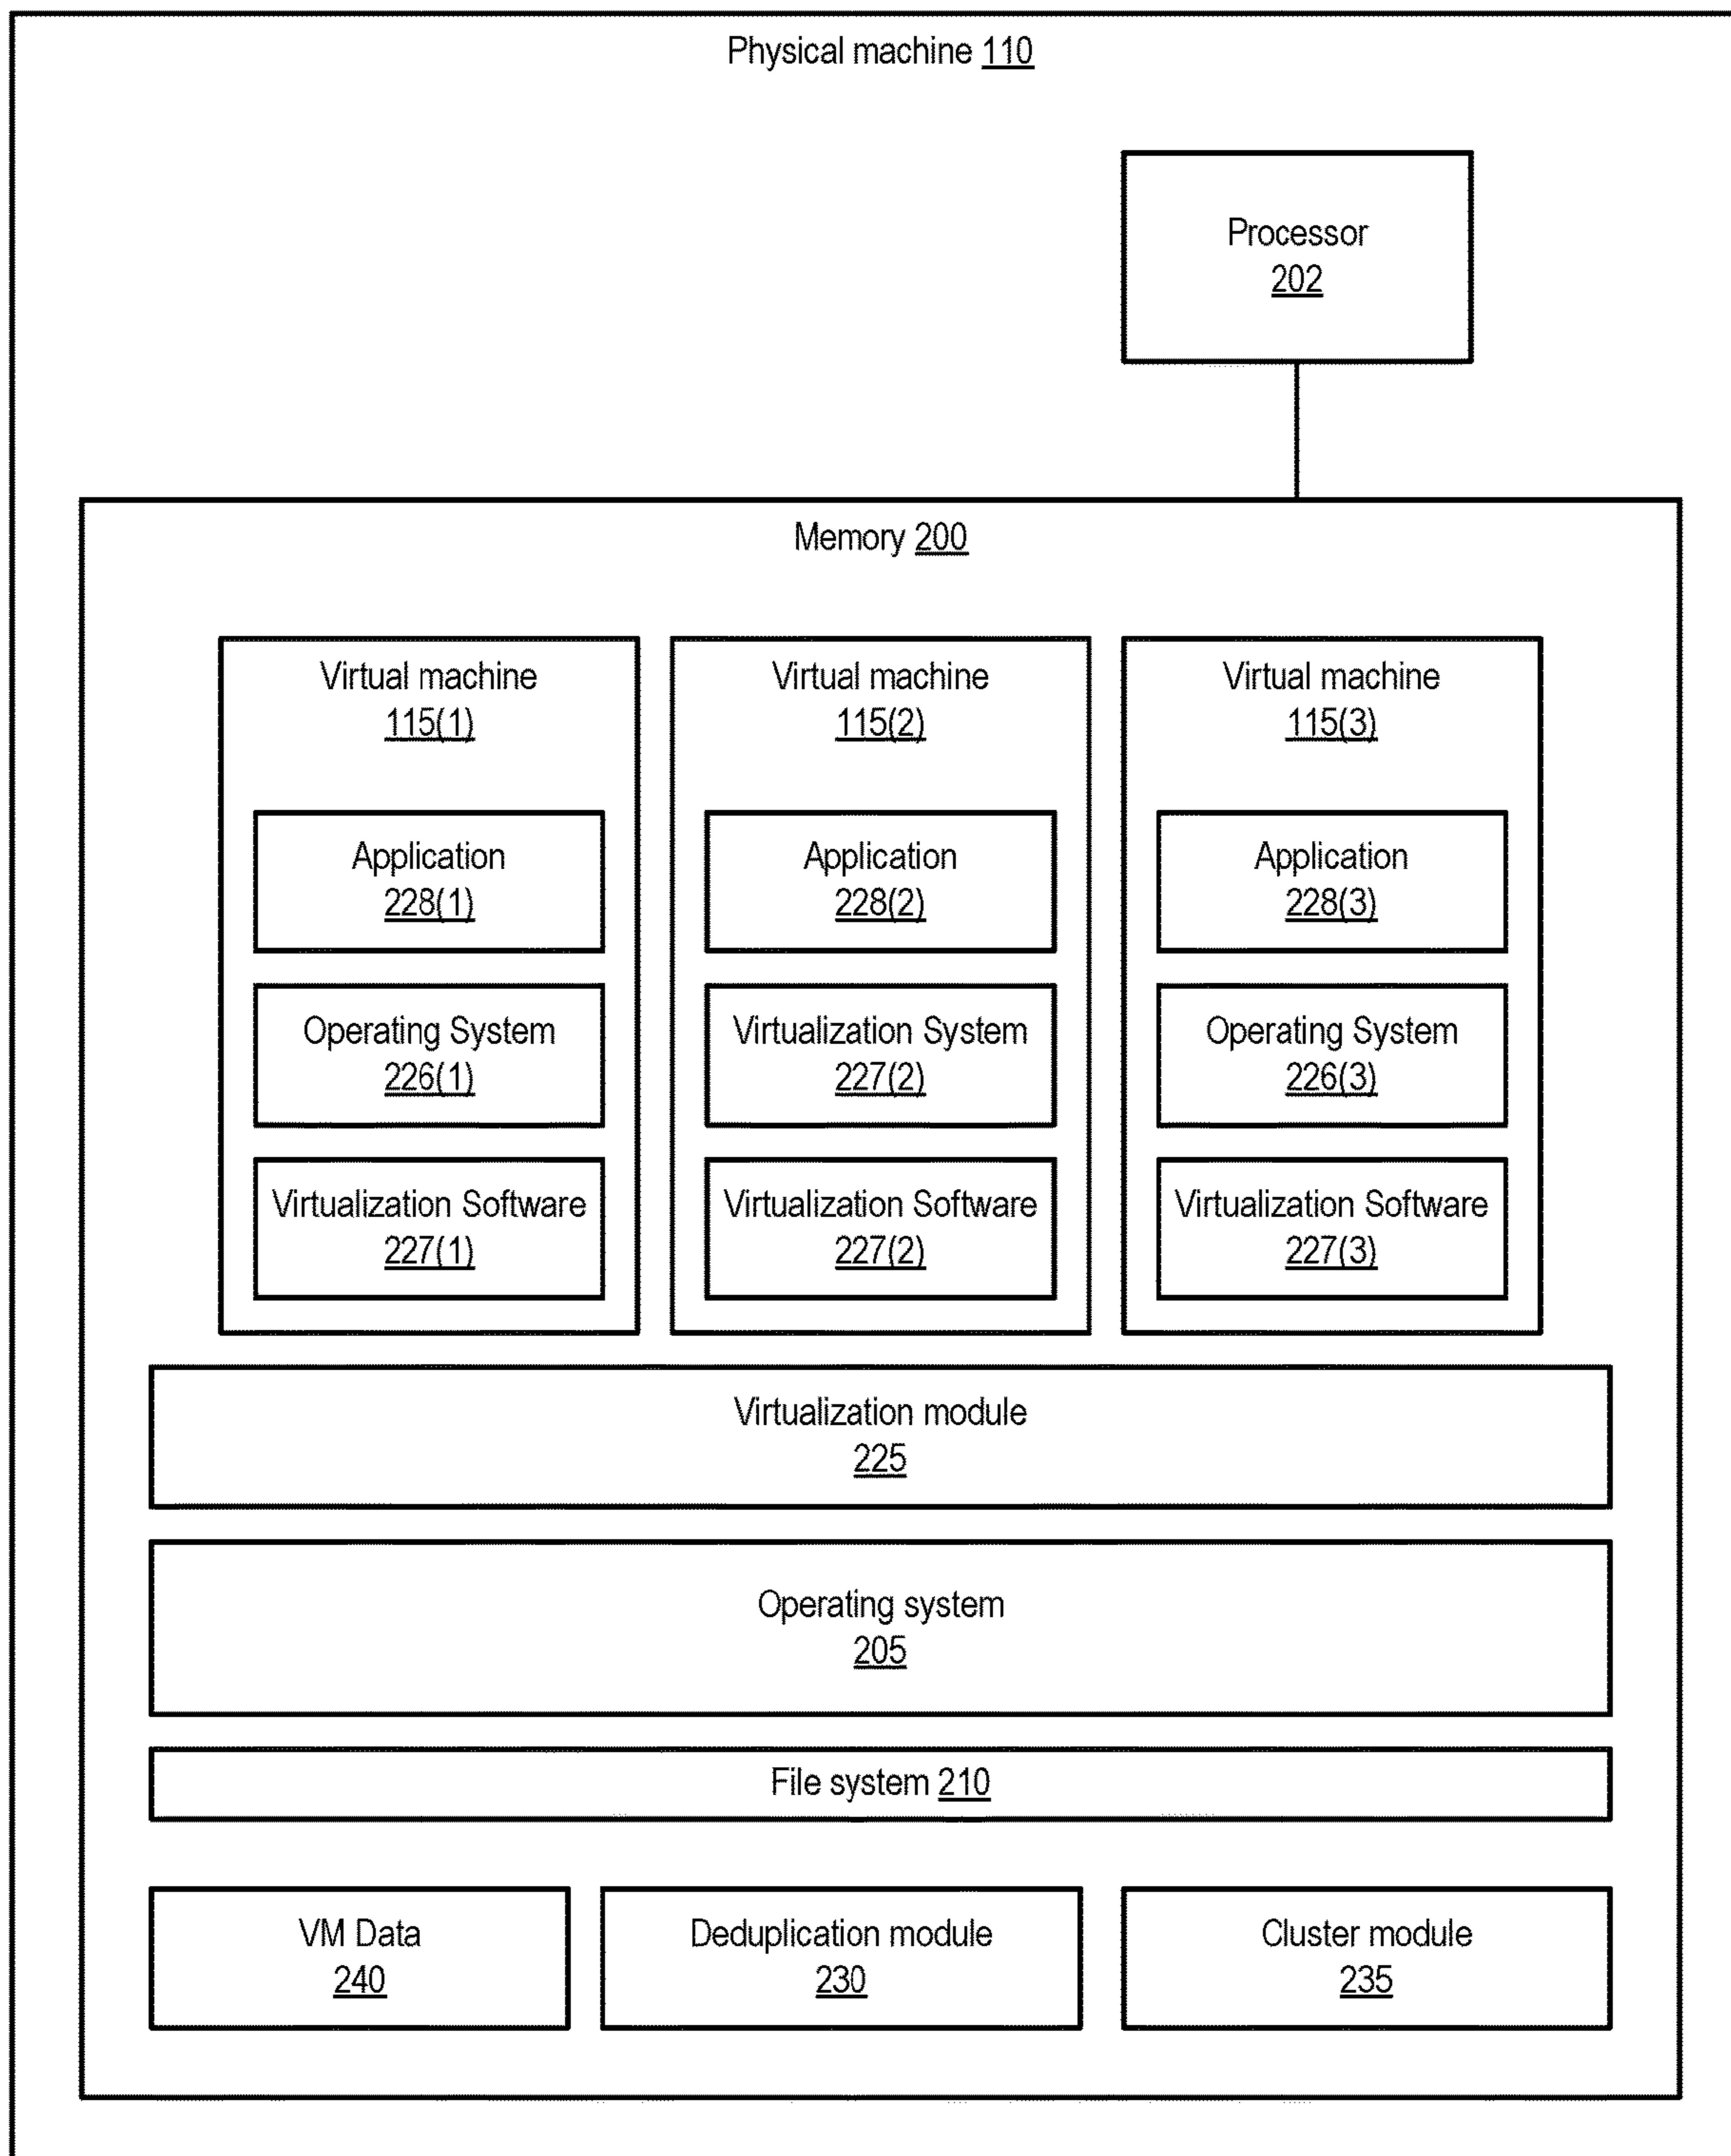 Physical machine 110
Processor
202
Memory 200
Virtual machine
115(1)
Application
228(1)
Operating System
226(1)
Virtualization Software
227(1)
Virtual machine
115(2)
Application
228(2)
Virtualization System
227(2)
Virtualization Software
227(2)
Virtual machine
115(3)
Application
228(3)
Operating System
226(3)
Virtualization Software
227(3)
Virtualization module
225
Operating system
205
File system 210
VM Data
240
Deduplication module
230
Cluster module
235